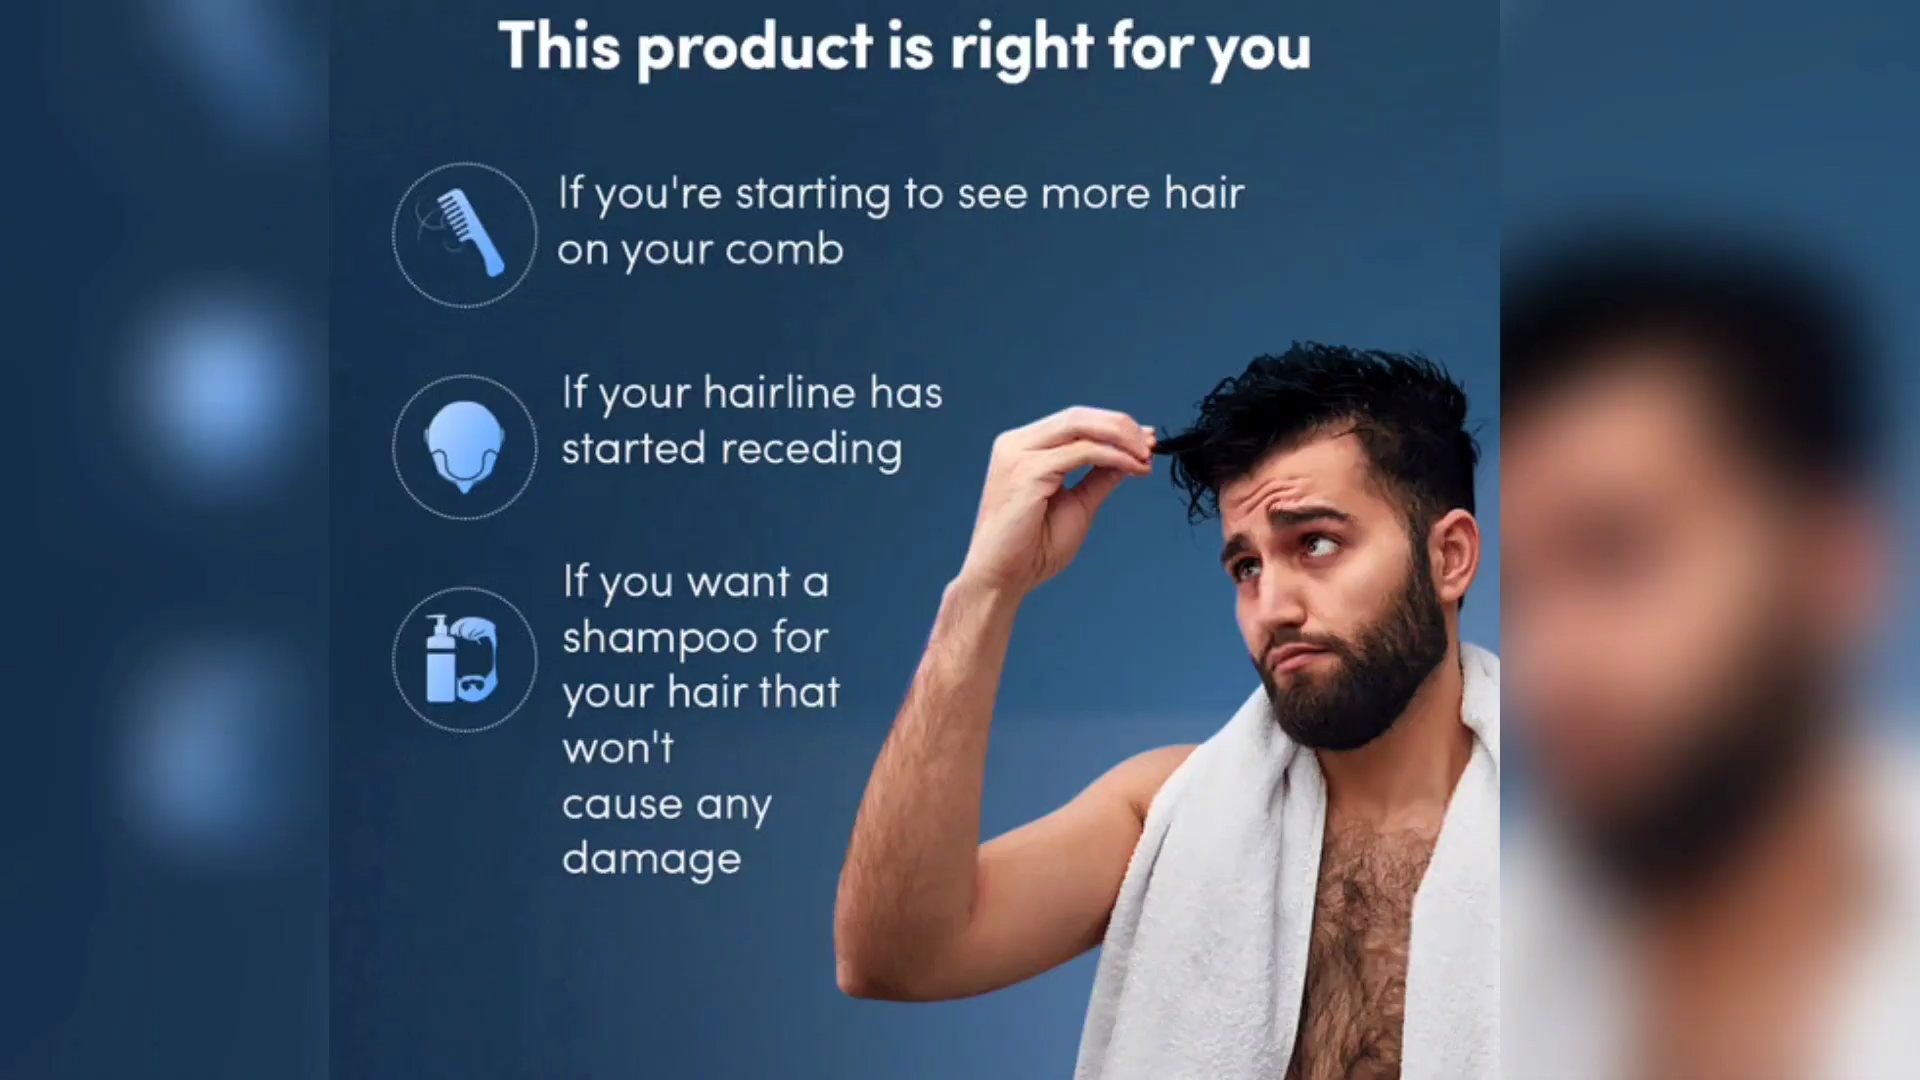 This product is right for you
If you're starting to see more hair
on your comb
If your hairline has
started receding
If you want a
shampoo for
your hair that
won't
cause any
damage